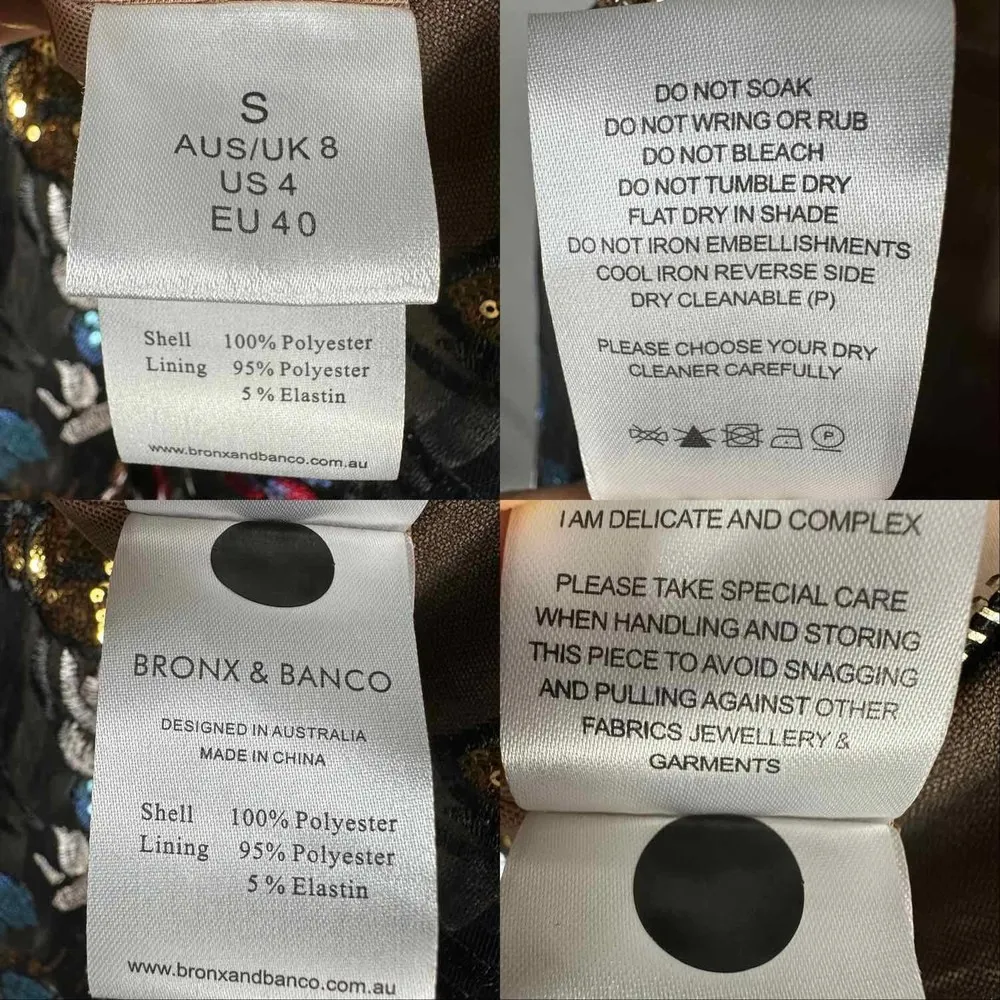 S
AUS/UK 8
US 4
EU 40
Shell 100% Polyester
Lining 95% Polyester
5 % Elastin
www.bronxandbanco.com.au
DO NOT SOAK
DO NOT WRING OR RUB
DO NOT BLEACH
DO NOT TUMBLE DRY
FLAT DRY IN SHADE
DO NOT IRON EMBELLISHMENTS
COOL IRON REVERSE SIDE
DRY CLEANABLE (P)
PLEASE CHOOSE YOUR DRY
CLEANER CAREFULLY
P
BRONX & BANCO
DESIGNED IN AUSTRALIA
MADE IN CHINA
Shell 100% Polyester
Lining 95% Polyester
5 % Elastin
www.bronxandbanco.com.au
I AM DELICATE AND COMPLEX
PLEASE TAKE SPECIAL CARE
WHEN HANDLING AND STORING
THIS PIECE TO AVOID SNAGGING
AND PULLING AGAINST OTHER
FABRICS JEWELLERY &
GARMENTS